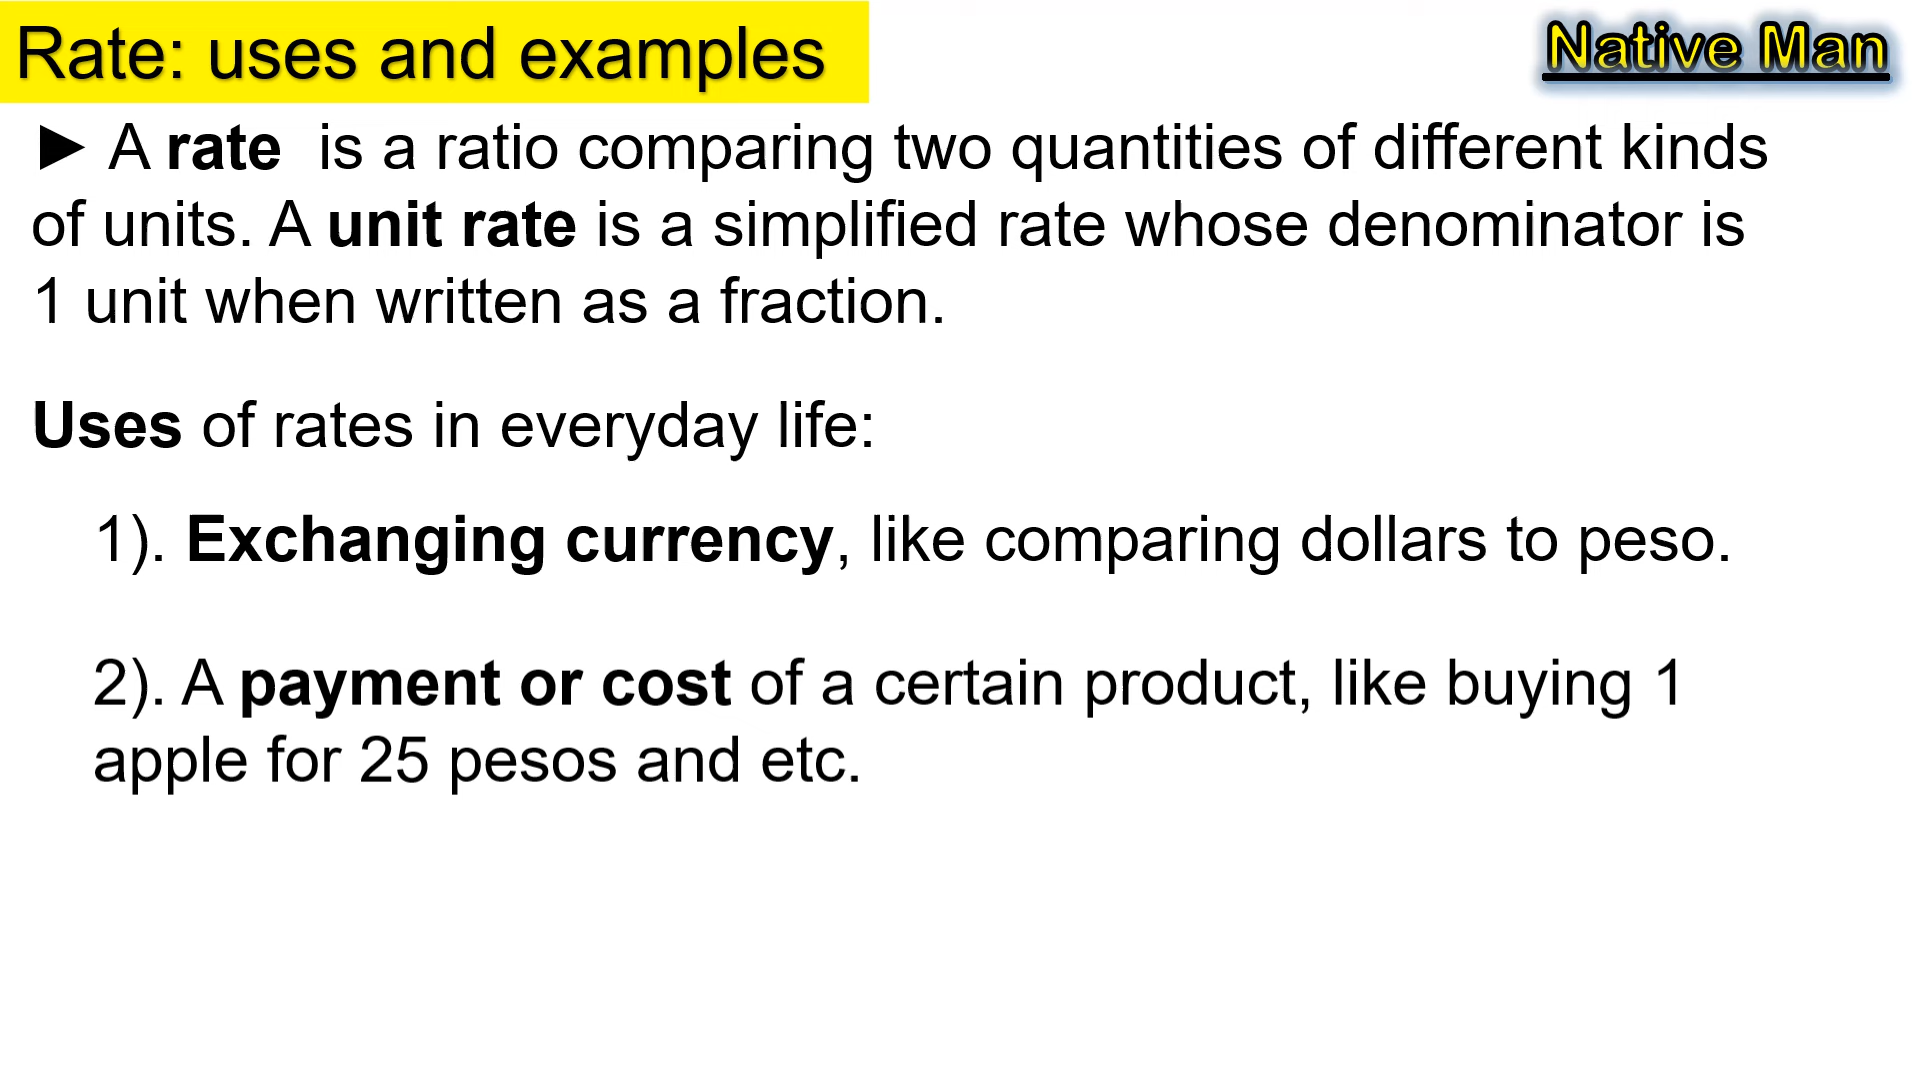 Rate: uses and examples
Native Man
► A rate  is a ratio comparing two quantities of different kinds
of units. A unit rate is a simplified rate whose denominator is
1 unit when written as a fraction.
Uses of rates in everyday life:
1). Exchanging currency, like comparing dollars to peso.
2). A payment or cost of a certain product, like buying 1
apple for 25 pesos and etc.